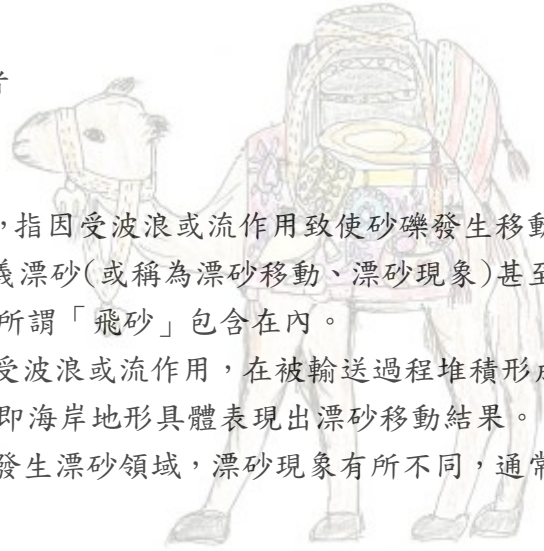 ，指因受波浪或流作用致使砂礫發生移動
義漂砂(或稱為漂砂移動、漂砂現象)甚至
所謂「飛砂」包含在內。
受波浪或流作用，在被輸送過程堆積形成
即海岸地形具體表現出漂砂移動結果。
發生漂砂領域，漂砂現象有所不同，通常